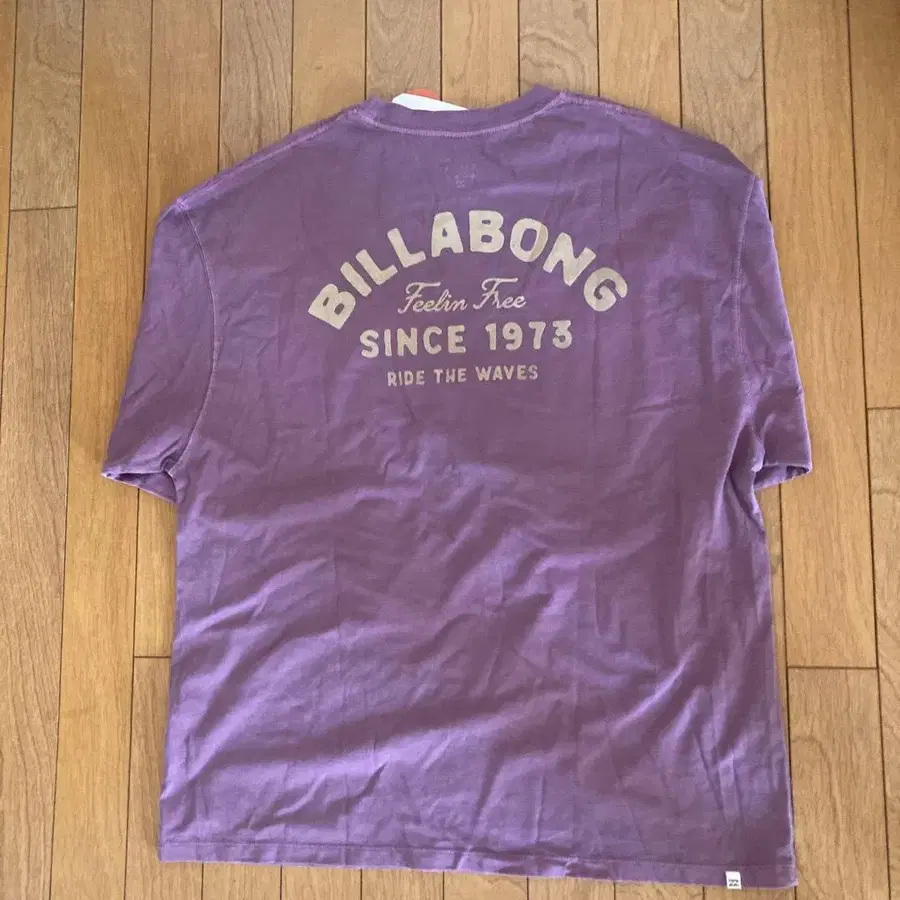 BILLABONG
Feelin Free
SINCE 1973
RIDE THE WAVES